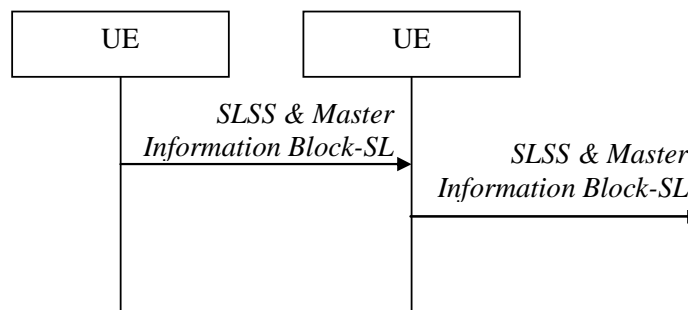 UE
UE
SLSS & Master
Information Block-SL
SLSS & Master
Information Block-SL